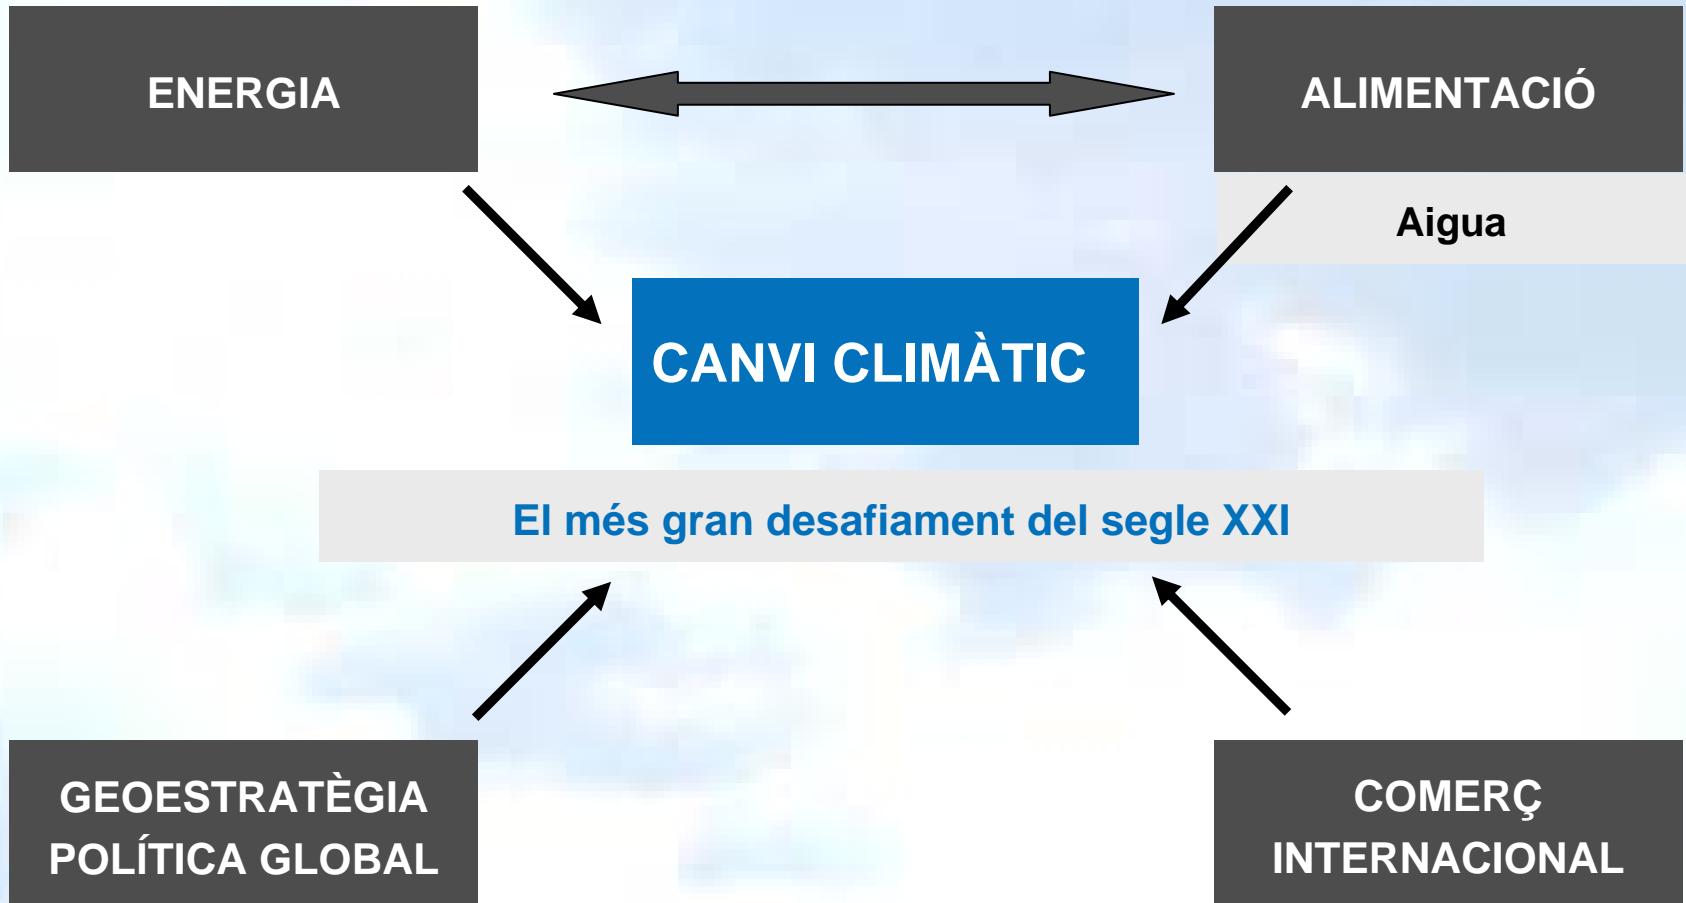 ENERGIA
ALIMENTACIÓ
Aigua
CANVI CLIMÀTIC
El més gran desafiament del segle XXI
GEOESTRATÈGIA
POLÍTICA GLOBAL
COMERÇ
INTERNACIONAL